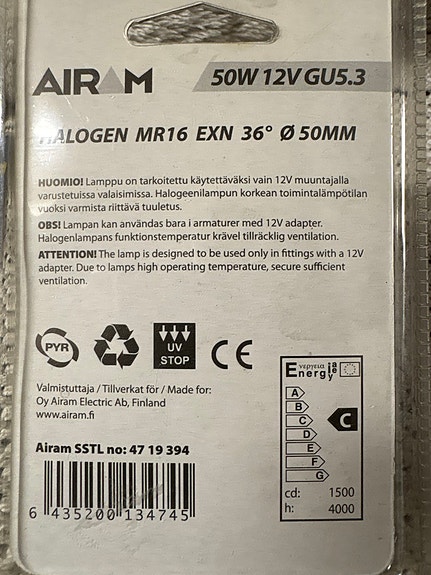 AIRAM
50W 12V GU5.3
HALOGEN MR16 EXN 36° Ø 50MM
HUOMIO! Lamppu on tarkoitettu käytettäväksi vain 12V muuntajalla
varustetuissa valaisimissa. Halogeenilampun korkean toimintalämpötilan
vuoksi varmista riittävä tuuletus.
OBS! Lampan kan användas bara i armaturer med 12V adapter.
Halogenlampans funktionstemperatur krävel tillräcklig ventilation.
ATTENTION! The lamp is designed to be used only in fittings with a 12V
adapter. Due to lamps high operating temperature, secure sufficient
ventilation.
PYR
UV
STOP
CE
Valmistuttaja / Tillverkat för / Made for:
Oy Airam Electric Ab, Finland
www.airam.fi
Airam SSTL no: 47 19 394
6 435200 134745
Energ
ενεργεια
ia
ie
y
A
B
C
D
E
F
G
C
cd: 1500
h: 4000